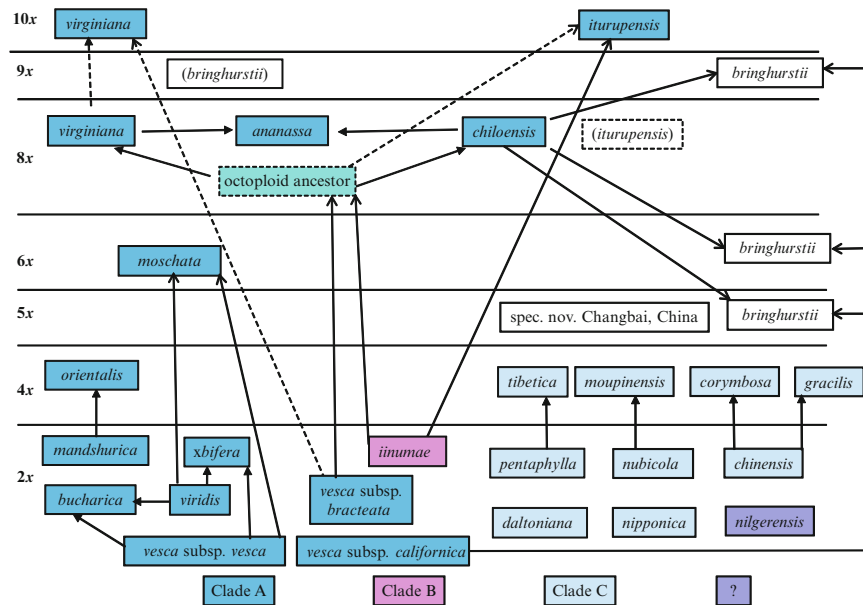 10x
virginiana
iturupensis
9x
(bringhurstii)
bringhurstii
virginiana
ananassa
chiloensis
(iturupensis)
8x
octoploid ancestor
6x
moschata
bringhurstii
5x
spec. nov. Changbai, China
bringhurstii
4x
orientalis
tibetica
moupinensis
corymbosa
gracilis
mandshurica
xbifera
iinumae
pentaphylla
nubicola
chinensis
2x
bucharica
viridis
vesca subsp.
bracteata
daltoniana
nipponica
nilgerensis
vesca subsp. vesca
vesca subsp. californica
Clade A
Clade B
Clade C
?